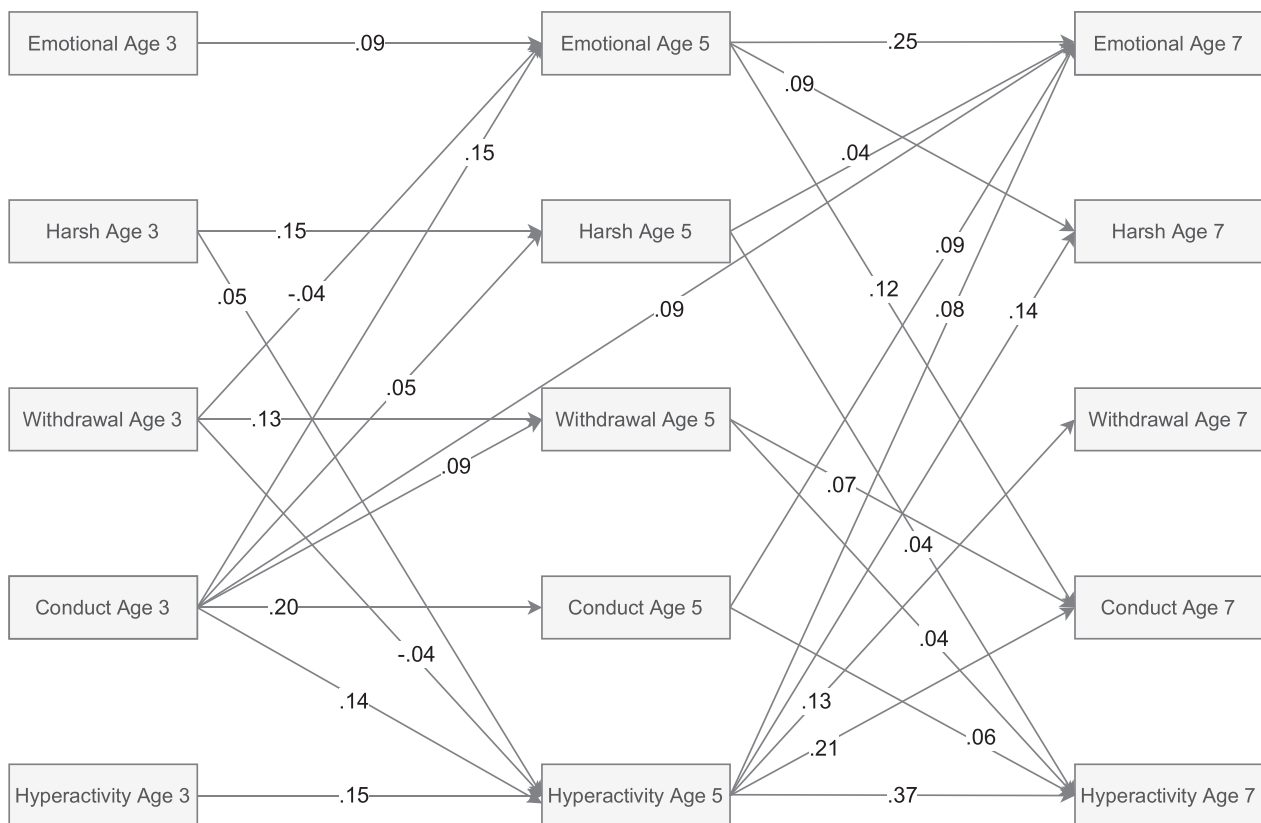 Emotional Age 3
.09
Emotional Age 5
.25
Emotional Age 7
.09
.15
.04
Harsh Age 3
.15
Harsh Age 5
Harsh Age 7
.09
.05
-.04
.12
.09
.08
.14
.05
Withdrawal Age 3
.13
Withdrawal Age 5
Withdrawal Age 7
.09
.07
.04
Conduct Age 3
.20
Conduct Age 5
Conduct Age 7
-.04
.04
.14
.13
.21
.06
Hyperactivity Age 3
.15
Hyperactivity Age 5
.37
Hyperactivity Age 7